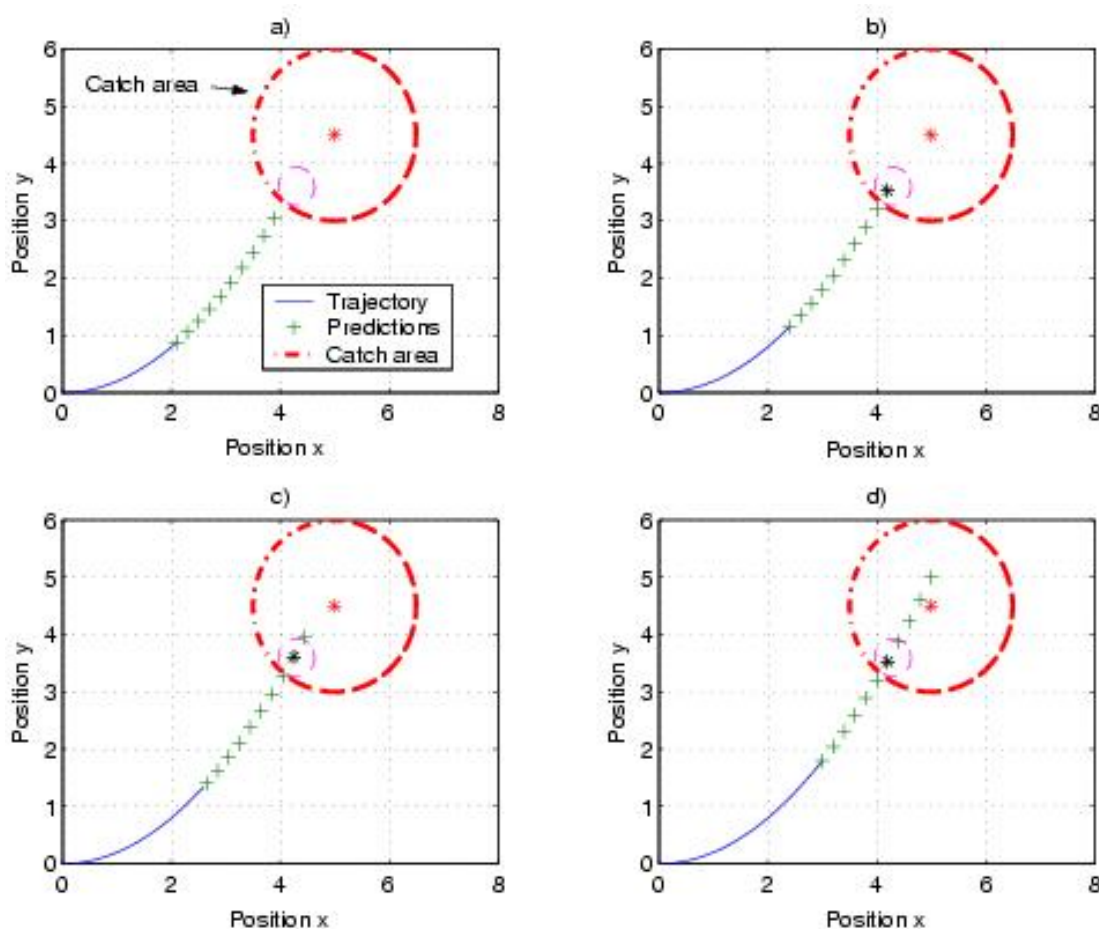 a)
6
5
4
3
2
1
0
Position y
Catch area
Trajectory
Predictions
Catch area
0 2 4 6 8
Position x
b)
6
5
4
3
2
1
0
Position y
0 2 4 6 8
Position x
c)
6
5
4
3
2
1
0
Position y
0 2 4 6 8
Position x
d)
6
5
4
3
2
1
0
Position y
0 2 4 6 8
Position x